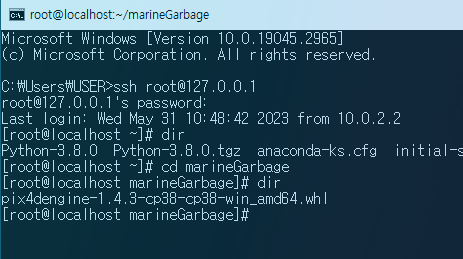 root@localhost:~/marineGarbage
Microsoft Windows [Version 10.0.19045.2965]
(c) Microsoft Corporation. All rights reserved.
C:₩Users₩USER>ssh root@127.0.0.1
root@127.0.0.1's password:
Last login: Wed May 31 10:48:42 2023 from 10.0.2.2
[root@localhost ~]# dir
Python-3.8.0  Python-3.8.0.tgz  anaconda-ks.cfg  initial-s
[root@localhost ~]# cd marineGarbage
[root@localhost marineGarbage]# dir
pix4dengine-1.4.3-cp38-cp38-win_amd64.whl
[root@localhost marineGarbage]#